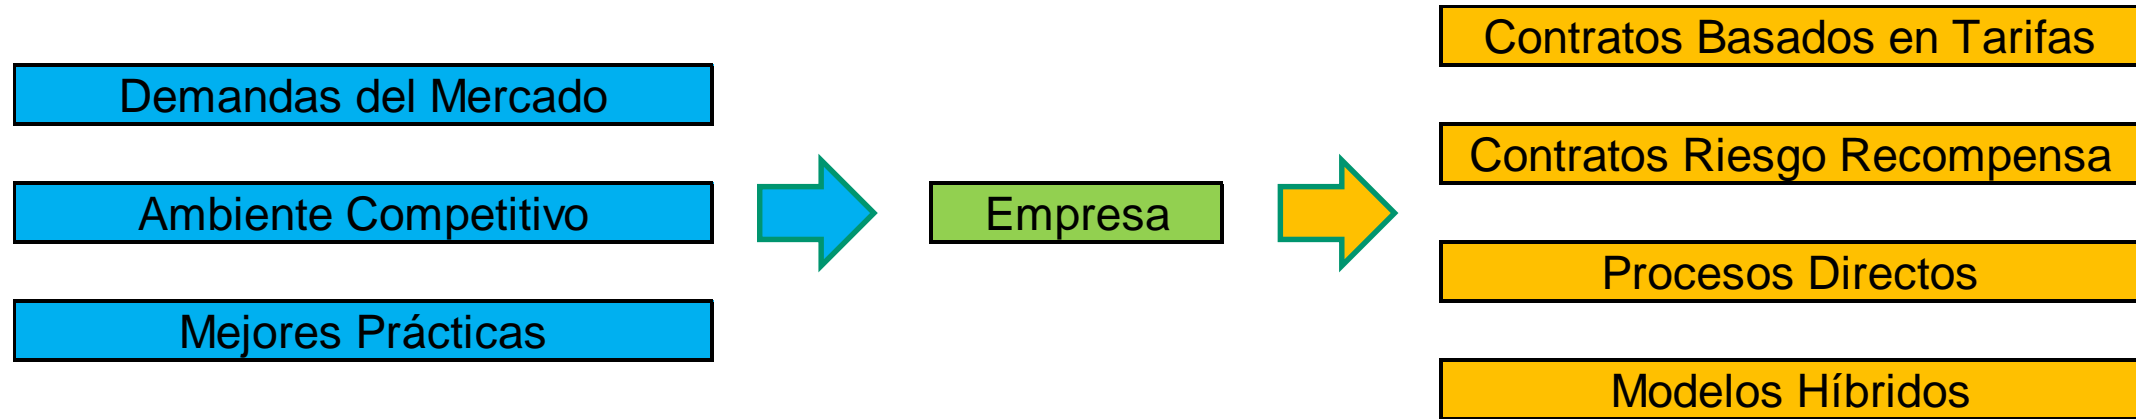 Demandas del Mercado
Ambiente Competitivo
Mejores Prácticas
Empresa
Contratos Basados en Tarifas
Contratos Riesgo Recompensa
Procesos Directos
Modelos Híbridos